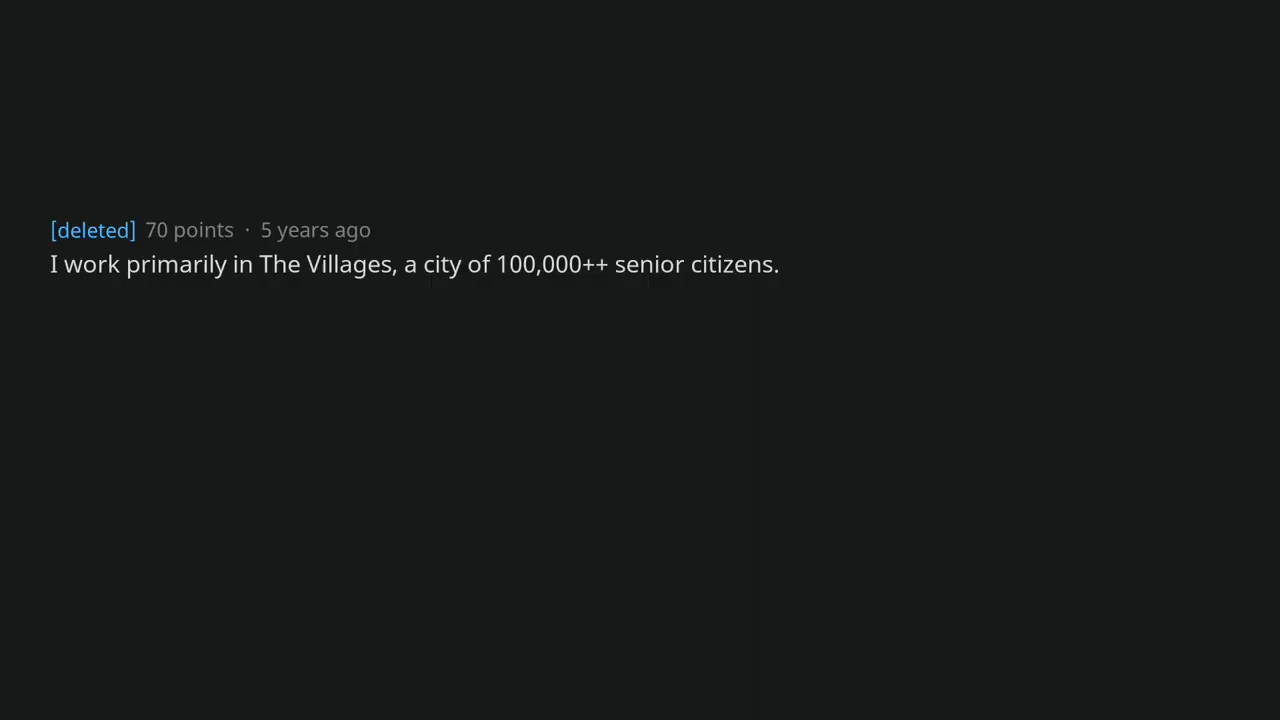 [deleted] 70 points · 5 years ago
I work primarily in The Villages, a city of 100,000++ senior citizens.